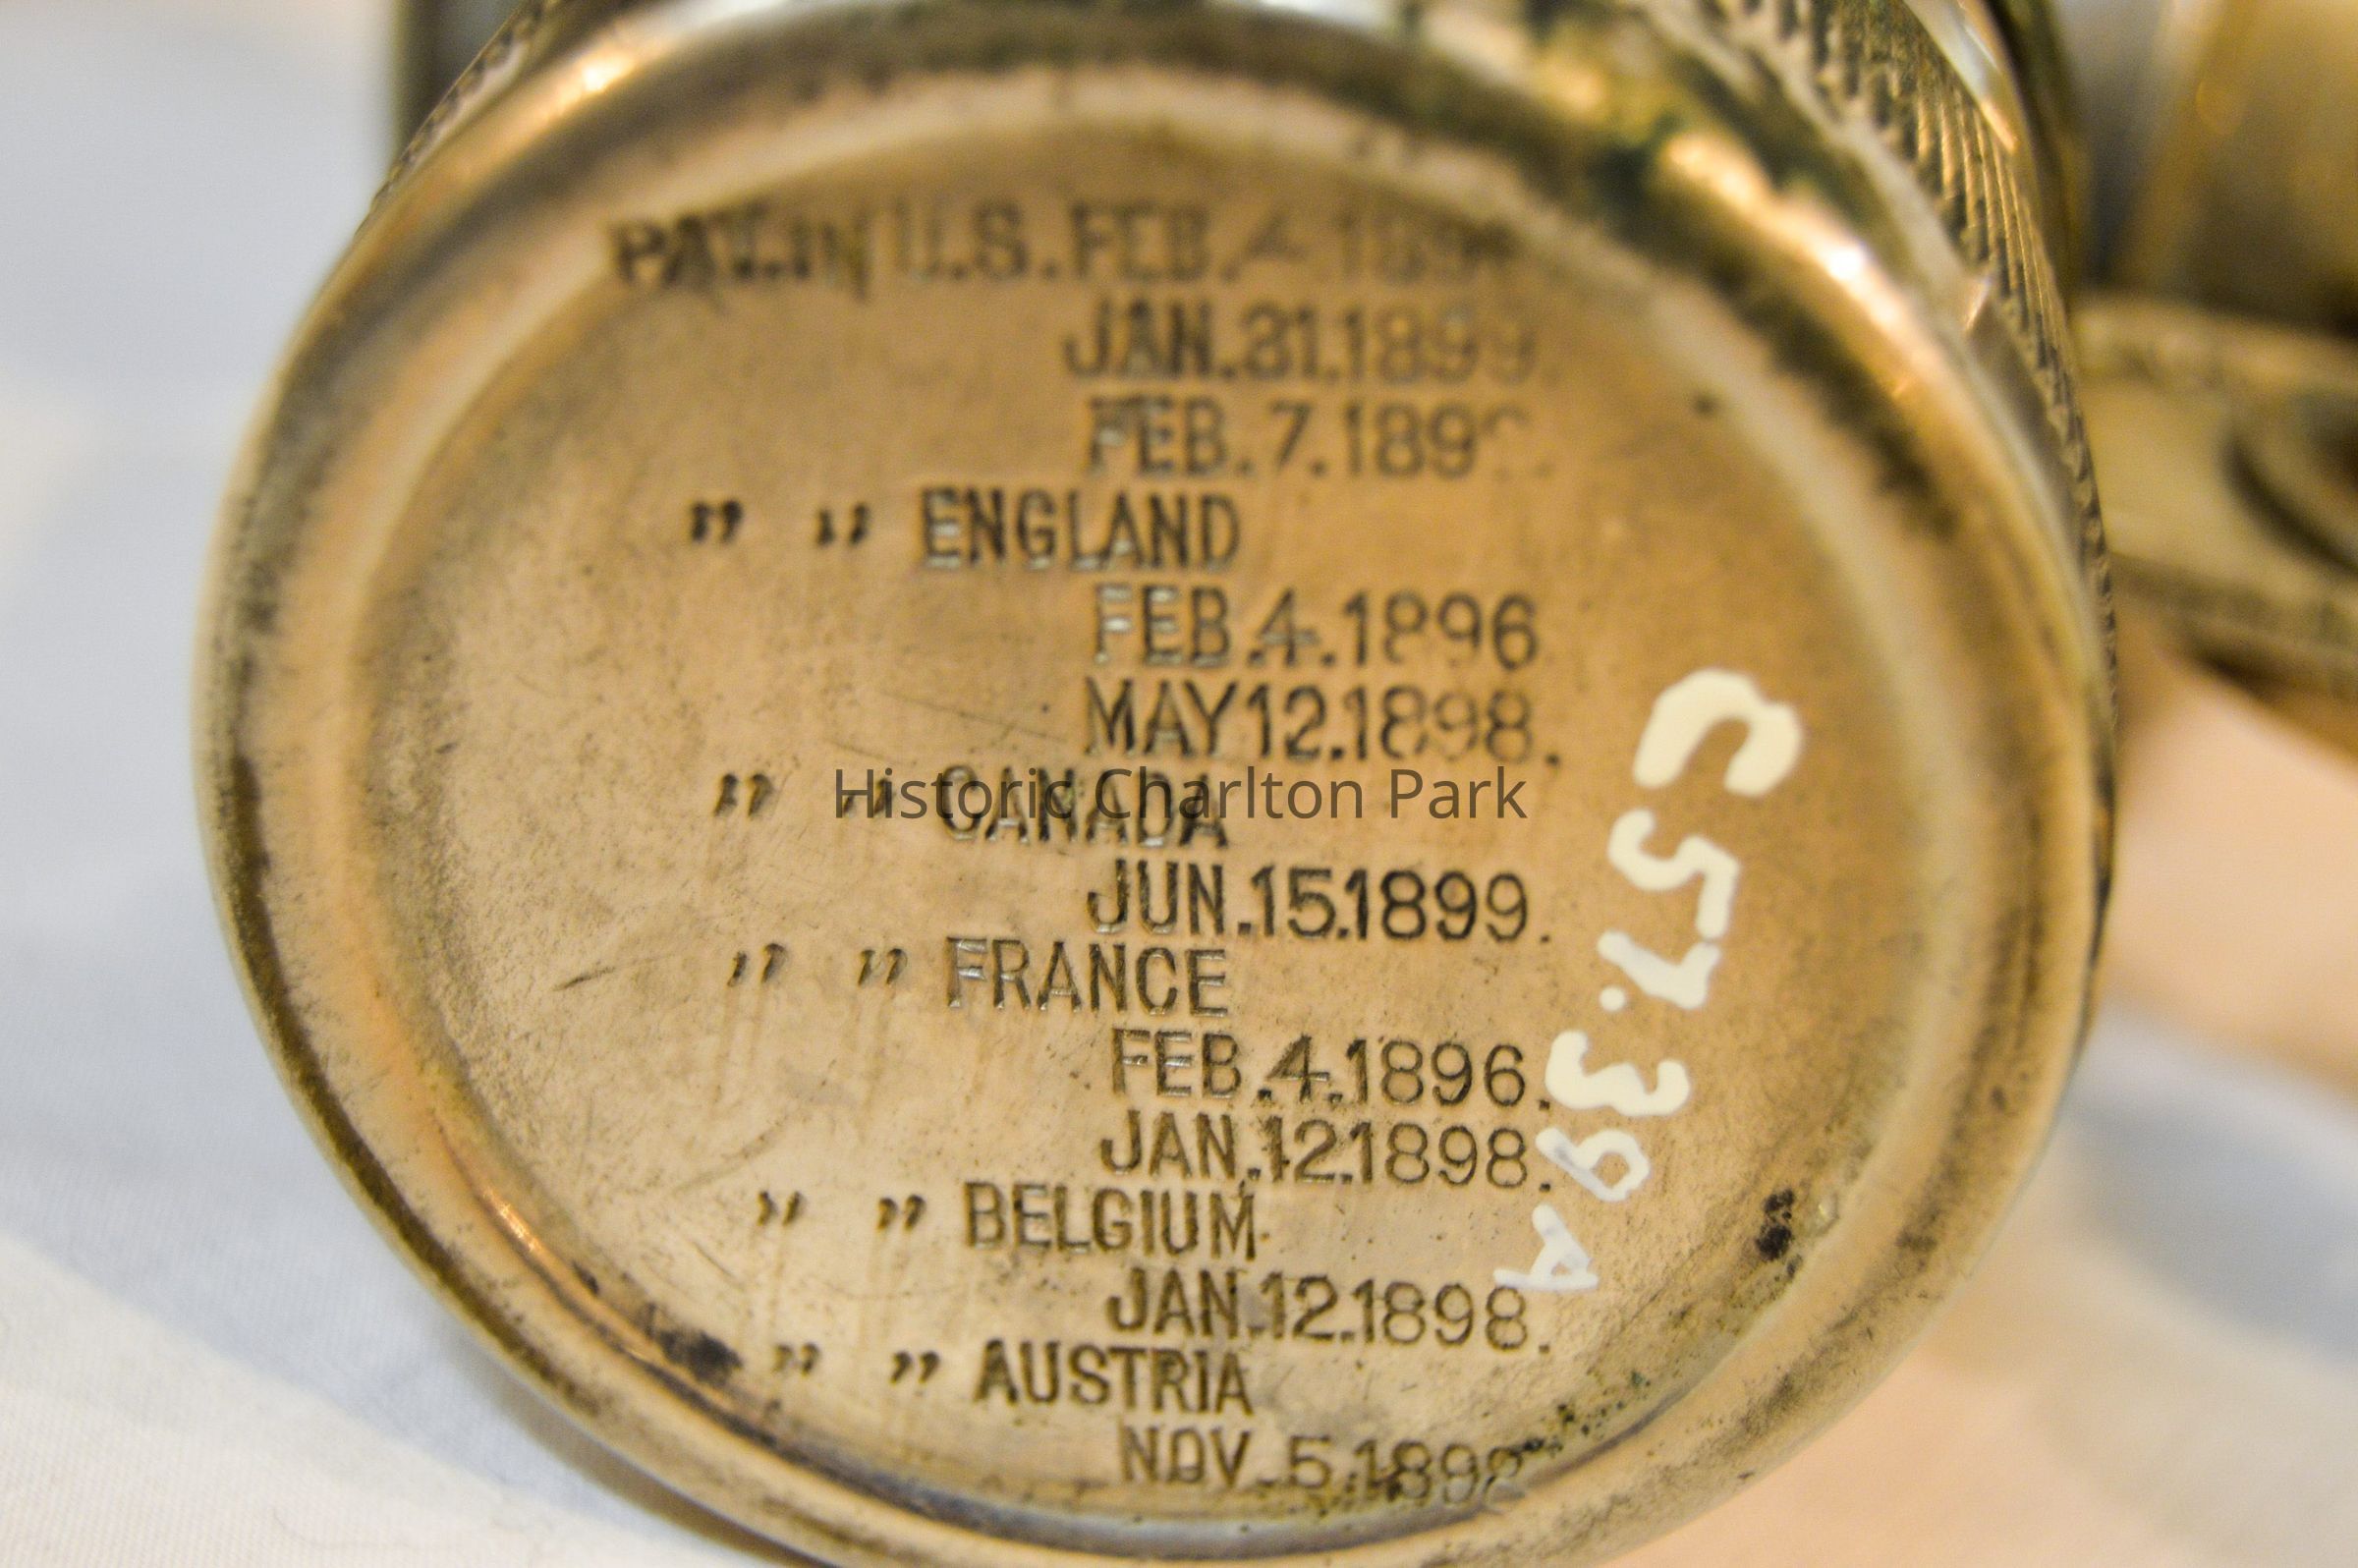 PAT. IN U.S. FEB. 4 189
JAN. 31. 1899.
FEB. 7. 189
" " ENGLAND
FEB. 4. 1896
MAY 12. 1898.
" " CANADA
JUN. 15. 1899.
" " FRANCE
FEB. 4. 1896.
JAN. 12. 1898.
" " BELGIUM
JAN. 12. 1898.
" " AUSTRIA
NOV. 5. 1898
C57.39A
Historic Charlton Park